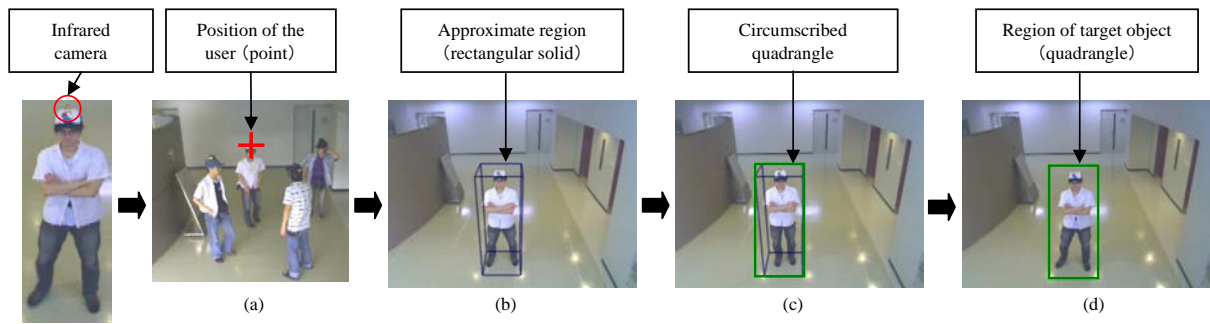 Infrared
camera
Position of the
user（point）
Approximate region
（rectangular solid）
Circumscribed
quadrangle
Region of target object
（quadrangle）
(a)
(b)
(c)
(d)